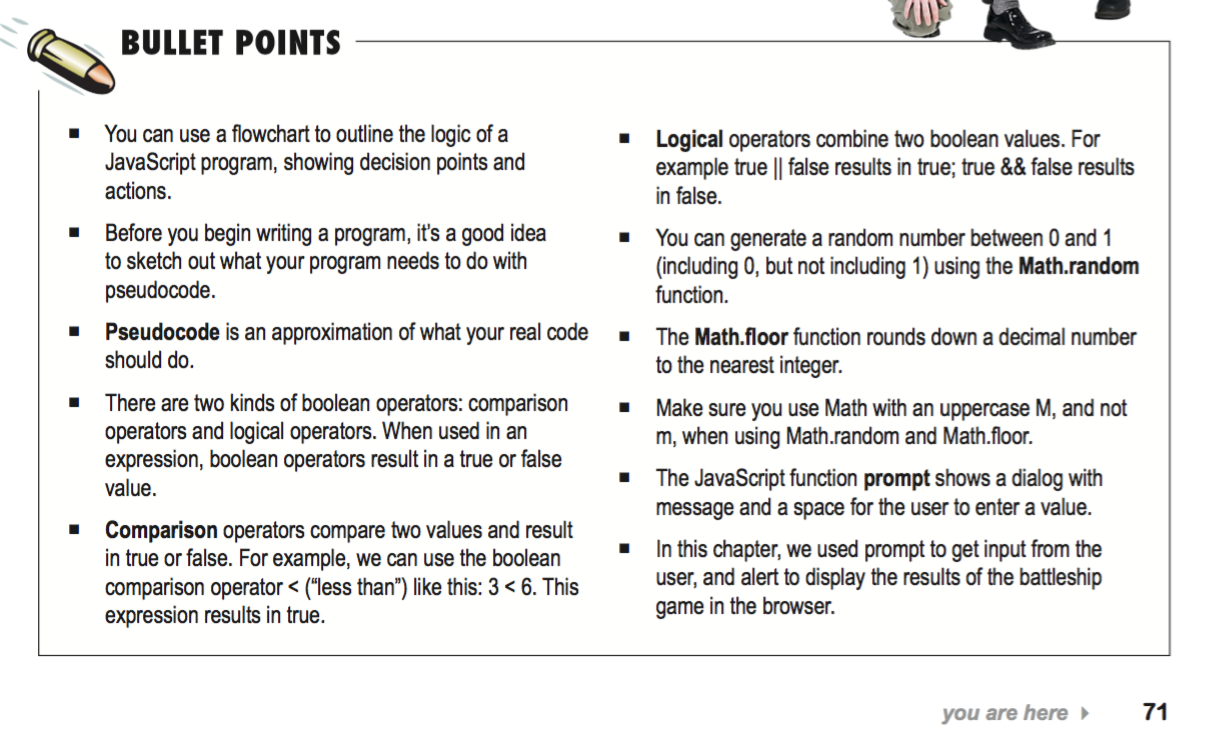 BULLET POINTS
You can use a flowchart to outline the logic of a
JavaScript program, showing decision points and
actions.
Before you begin writing a program, it's a good idea
to sketch out what your program needs to do with
pseudocode.
Pseudocode is an approximation of what your real code
should do.
There are two kinds of boolean operators: comparison
operators and logical operators. When used in an
expression, boolean operators result in a true or false
value.
Comparison operators compare two values and result
in true or false. For example, we can use the boolean
comparison operator < (“less than”) like this: 3 < 6. This
expression results in true.
Logical operators combine two boolean values. For
example true || false results in true; true && false results
in false.
You can generate a random number between 0 and 1
(including 0, but not including 1) using the Math.random
function.
The Math.floor function rounds down a decimal number
to the nearest integer.
Make sure you use Math with an uppercase M, and not
m, when using Math.random and Math.floor.
The JavaScript function prompt shows a dialog with
message and a space for the user to enter a value.
In this chapter, we used prompt to get input from the
user, and alert to display the results of the battleship
game in the browser.
you are here 71